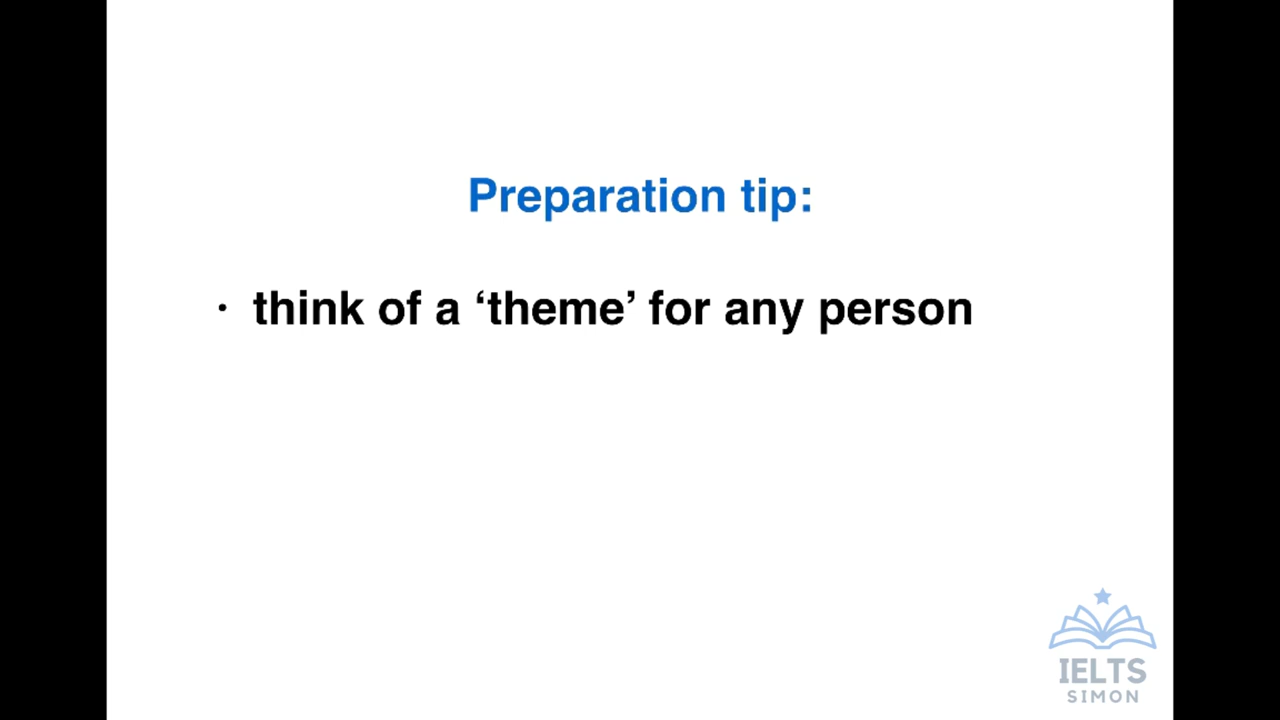 Preparation tip:
· think of a ‘theme’ for any person
IELTS
SIMON